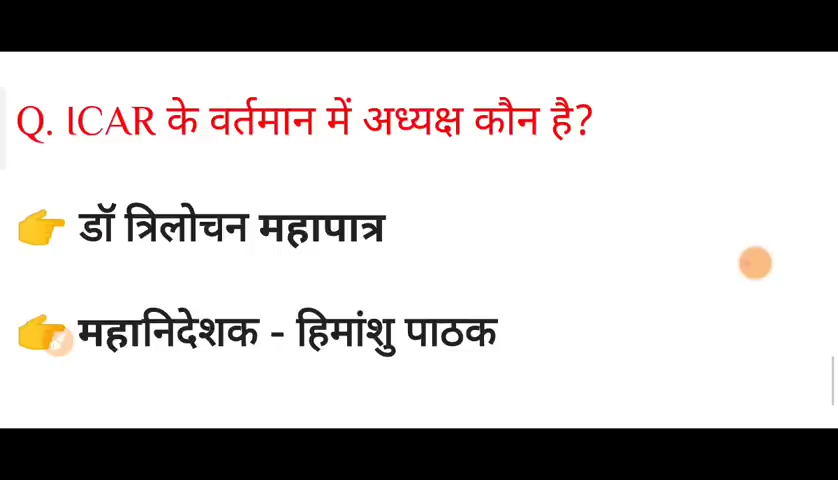 Q. ICAR के वर्तमान में अध्यक्ष कौन है?
👉 डॉ त्रिलोचन महापात्र
👉 महानिदेशक - हिमांशु पाठक